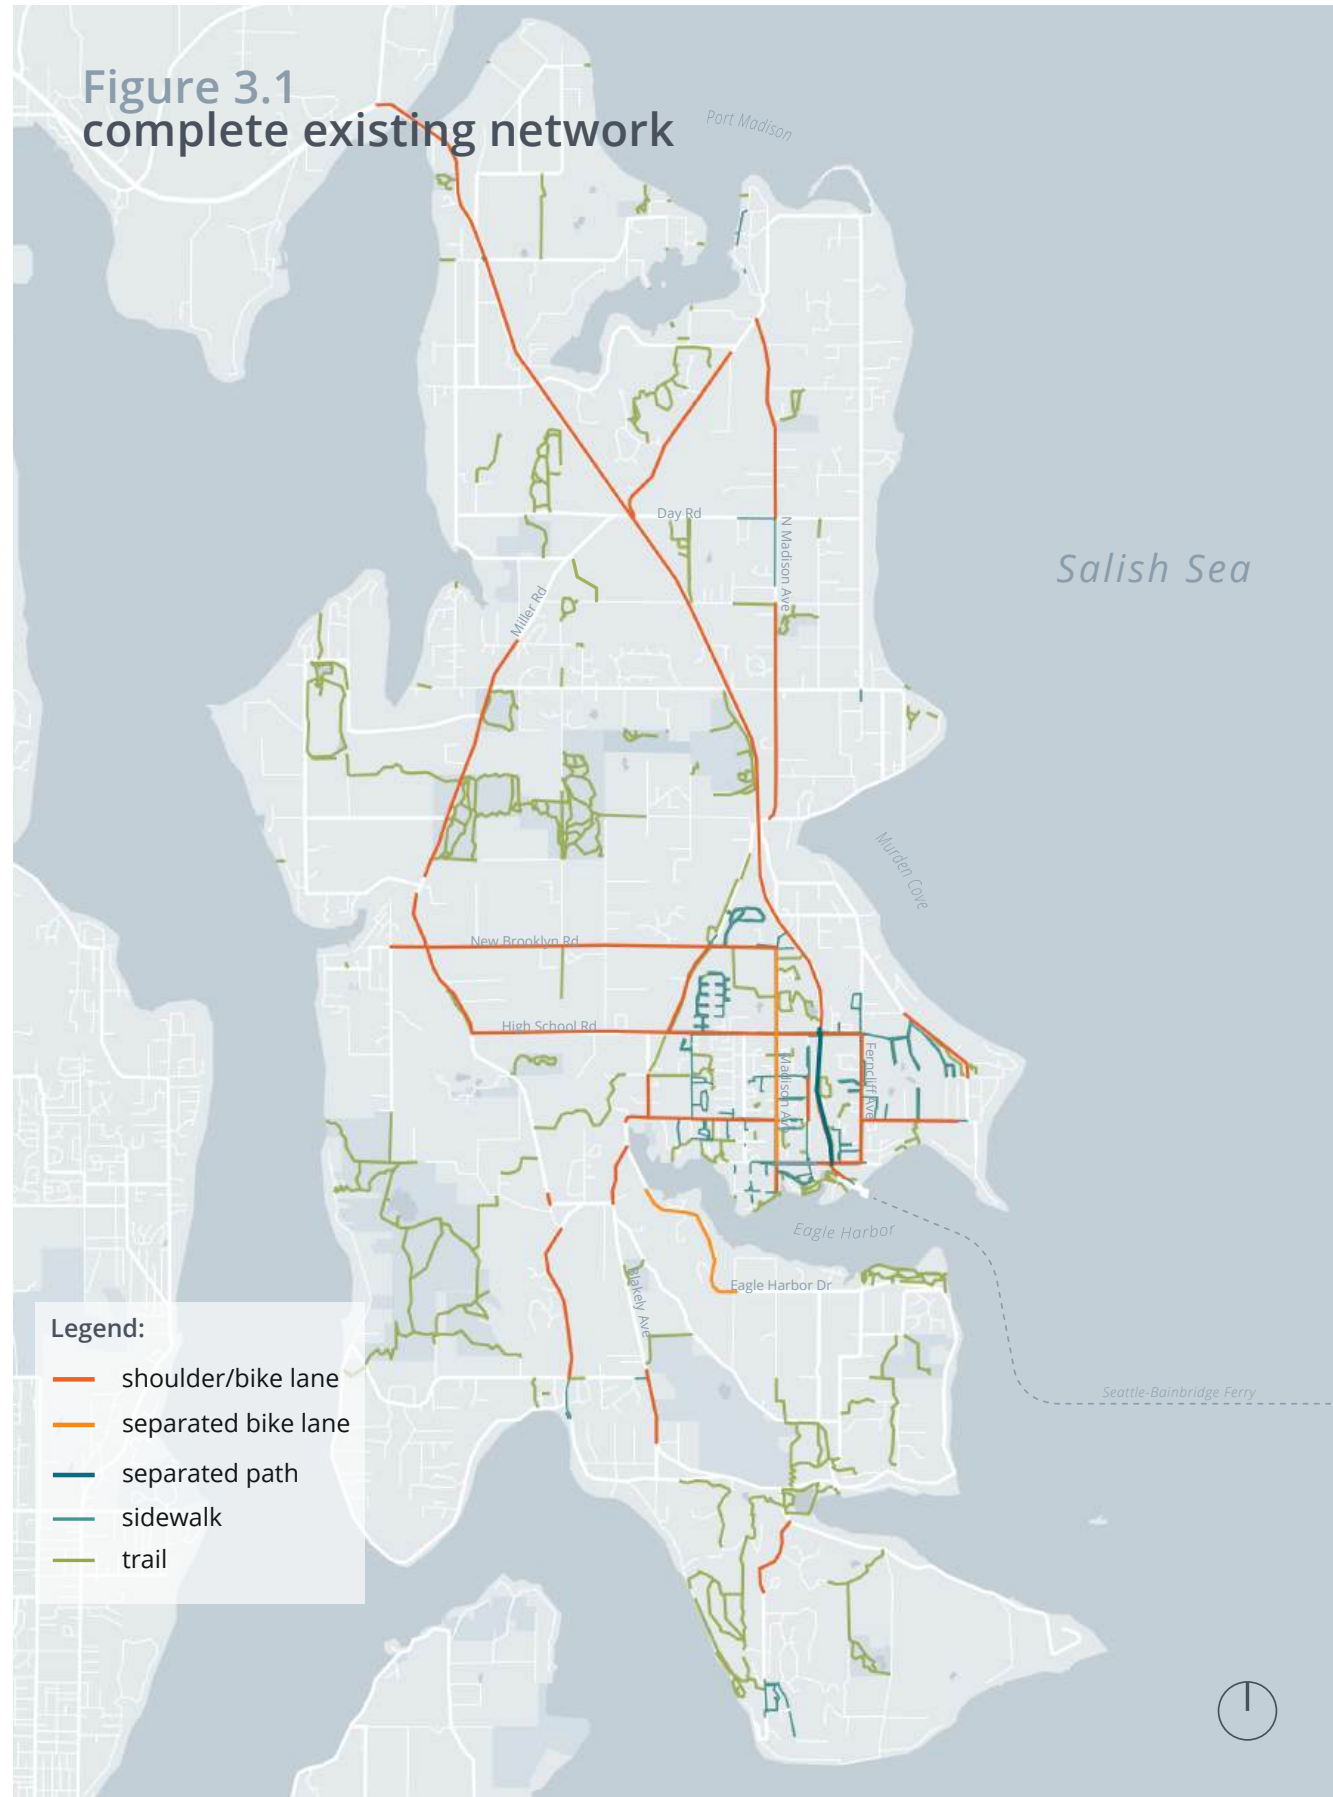 Figure 3.1
complete existing network
Port Madison
Day Rd
N Madison Ave
Salish Sea
Miller Rd
Murden Cove
New Brooklyn Rd
High School Rd
Madison Ave
Ferncliff Ave
Eagle Harbor
Eagle Harbor Dr
Blakely Ave
Seattle-Bainbridge Ferry
Legend:
shoulder/bike lane
separated bike lane
separated path
sidewalk
trail